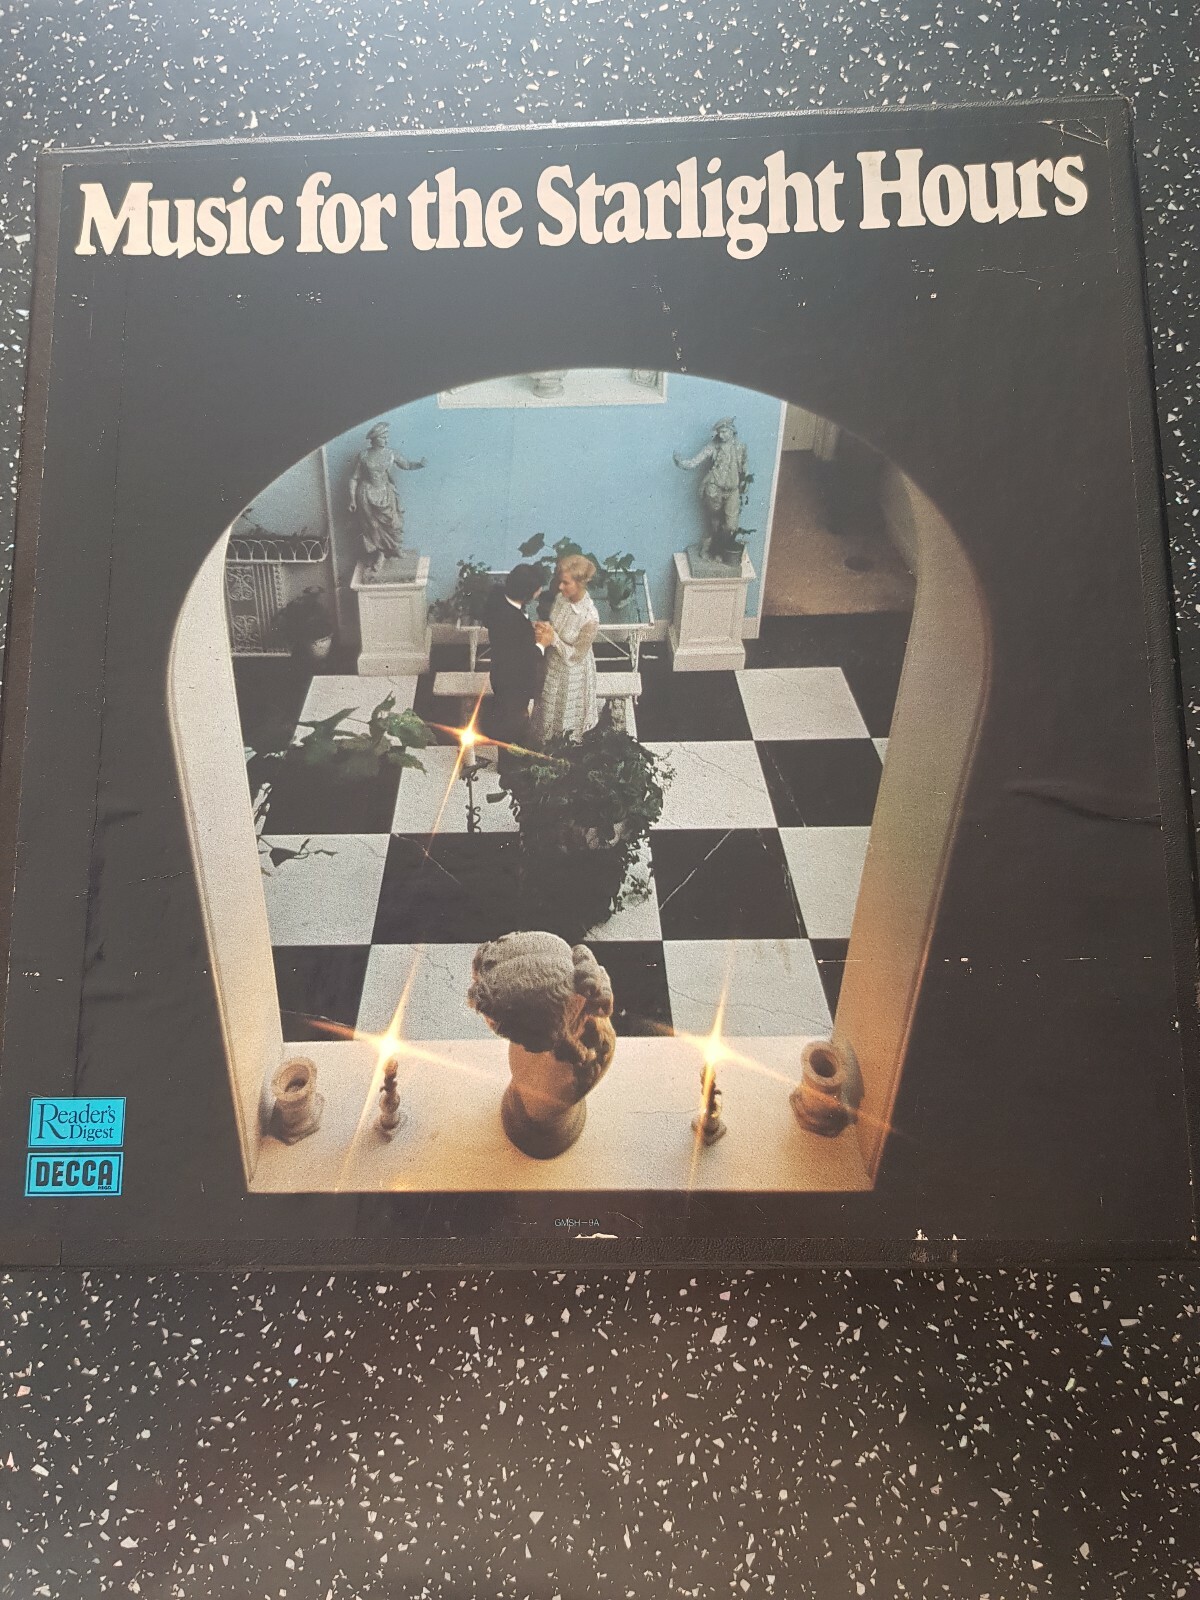 Music for the Starlight Hours
Reader's
Digest
DECCA
GMSH-9A